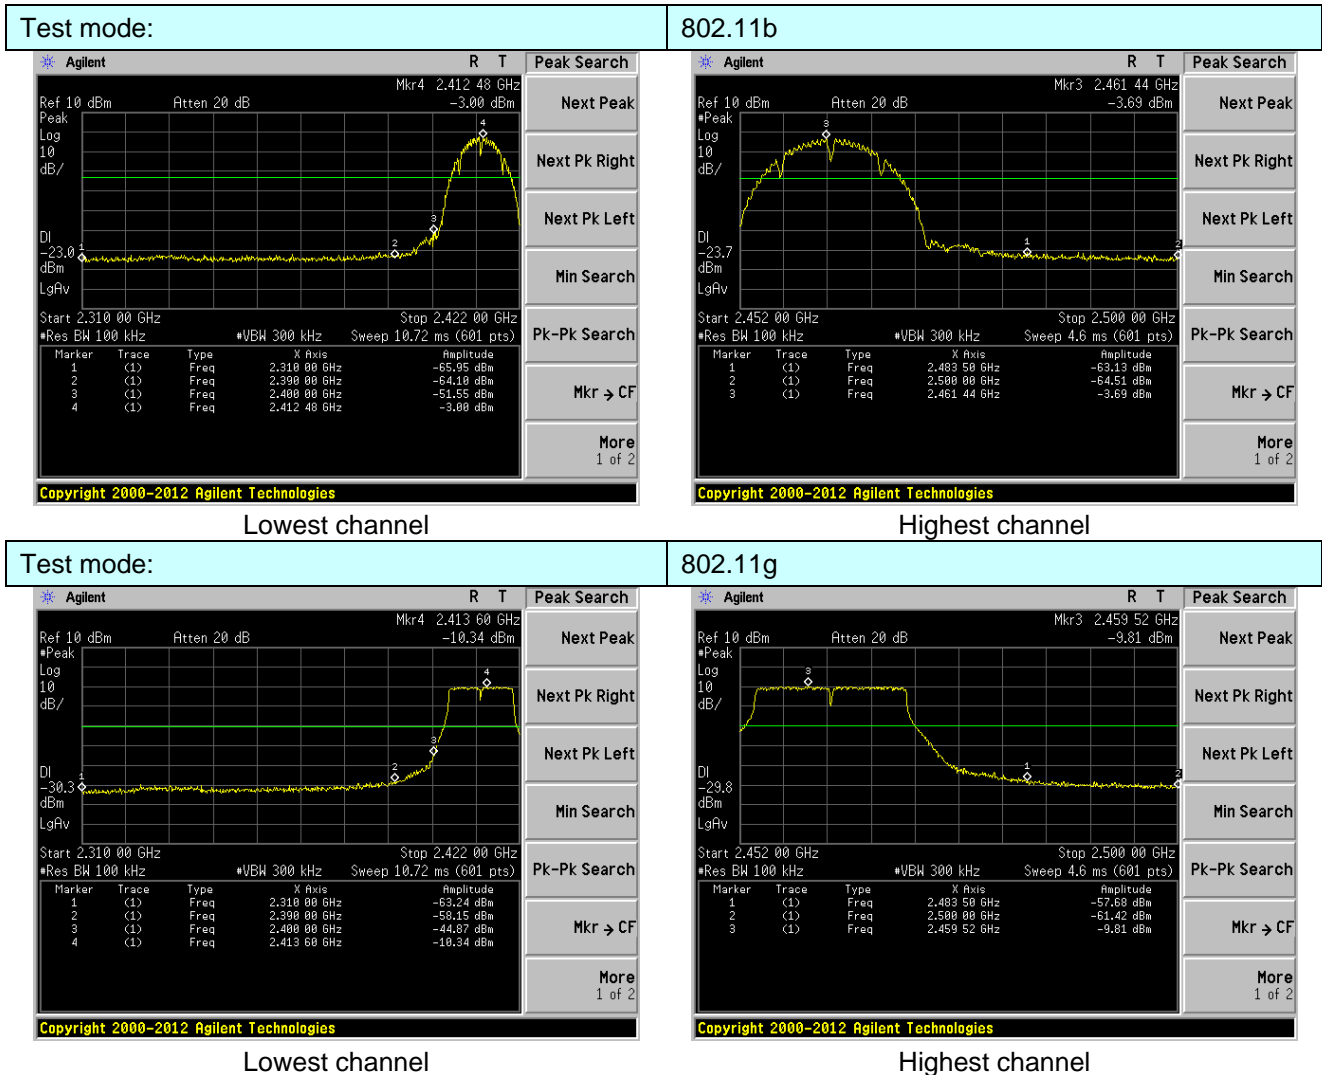 Test mode: 802.11b
Agilent R T Peak Search
Mkr4 2.412 48 GHz
Ref 10 dBm Atten 20 dB -3.00 dBm
Peak
Log
10
dB/
DI
-23.0
dBm
LgAv
1
2
3
4
Start 2.310 00 GHz Stop 2.422 00 GHz
#Res BW 100 kHz #VBW 300 kHz Sweep 10.72 ms (601 pts)
Marker Trace Type X Axis Amplitude
1 (1) Freq 2.310 00 GHz -65.95 dBm
2 (1) Freq 2.390 00 GHz -64.10 dBm
3 (1) Freq 2.400 00 GHz -51.55 dBm
4 (1) Freq 2.412 48 GHz -3.00 dBm
Next Peak
Next Pk Right
Next Pk Left
Min Search
Pk-Pk Search
Mkr → CF
More
1 of 2
Copyright 2000-2012 Agilent Technologies
Lowest channel
Agilent R T Peak Search
Mkr3 2.461 44 GHz
Ref 10 dBm Atten 20 dB -3.69 dBm
#Peak
Log
10
dB/
DI
-23.7
dBm
LgAv
3
1
2
Start 2.452 00 GHz Stop 2.500 00 GHz
#Res BW 100 kHz #VBW 300 kHz Sweep 4.6 ms (601 pts)
Marker Trace Type X Axis Amplitude
1 (1) Freq 2.483 50 GHz -63.13 dBm
2 (1) Freq 2.500 00 GHz -64.51 dBm
3 (1) Freq 2.461 44 GHz -3.69 dBm
Next Peak
Next Pk Right
Next Pk Left
Min Search
Pk-Pk Search
Mkr → CF
More
1 of 2
Copyright 2000-2012 Agilent Technologies
Highest channel
Test mode: 802.11g
Agilent R T Peak Search
Mkr4 2.413 60 GHz
Ref 10 dBm Atten 20 dB -10.34 dBm
#Peak
Log
10
dB/
DI
-30.3
dBm
LgAv
1
2
3
4
Start 2.310 00 GHz Stop 2.422 00 GHz
#Res BW 100 kHz #VBW 300 kHz Sweep 10.72 ms (601 pts)
Marker Trace Type X Axis Amplitude
1 (1) Freq 2.310 00 GHz -63.24 dBm
2 (1) Freq 2.390 00 GHz -58.15 dBm
3 (1) Freq 2.400 00 GHz -44.87 dBm
4 (1) Freq 2.413 60 GHz -10.34 dBm
Next Peak
Next Pk Right
Next Pk Left
Min Search
Pk-Pk Search
Mkr → CF
More
1 of 2
Copyright 2000-2012 Agilent Technologies
Lowest channel
Agilent R T Peak Search
Mkr3 2.459 52 GHz
Ref 10 dBm Atten 20 dB -9.81 dBm
#Peak
Log
10
dB/
DI
-29.8
dBm
LgAv
3
1
2
Start 2.452 00 GHz Stop 2.500 00 GHz
#Res BW 100 kHz #VBW 300 kHz Sweep 4.6 ms (601 pts)
Marker Trace Type X Axis Amplitude
1 (1) Freq 2.483 50 GHz -57.68 dBm
2 (1) Freq 2.500 00 GHz -61.42 dBm
3 (1) Freq 2.459 52 GHz -9.81 dBm
Next Peak
Next Pk Right
Next Pk Left
Min Search
Pk-Pk Search
Mkr → CF
More
1 of 2
Copyright 2000-2012 Agilent Technologies
Highest channel